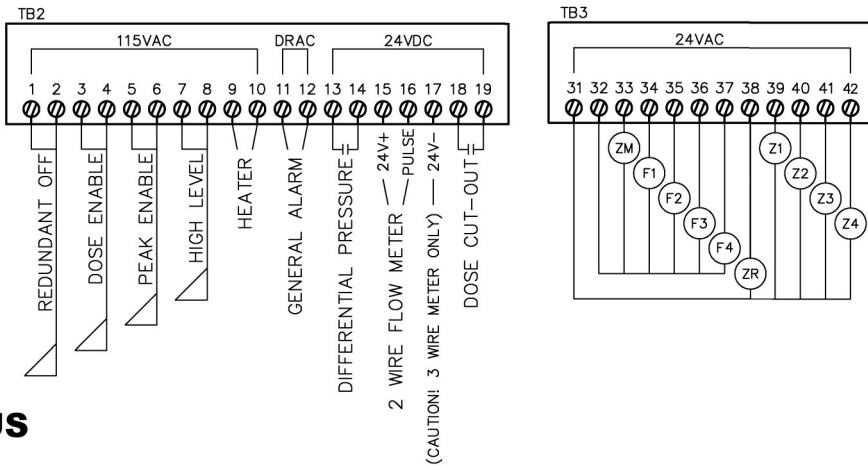 TB2
115VAC DRAC 24VDC
1 2 3 4 5 6 7 8 9 10 11 12 13 14 15 16 17 18 19
REDUNDANT OFF
DOSE ENABLE
PEAK ENABLE
HIGH LEVEL
HEATER
GENERAL ALARM
DIFFERENTIAL PRESSURE
24V+
PULSE
2 WIRE FLOW METER
24V-
(CAUTION! 3 WIRE METER ONLY)
DOSE CUT-OUT
TB3
24VAC
31 32 33 34 35 36 37 38 39 40 41 42
ZM
F1
F2
F3
F4
ZR
Z1
Z2
Z3
Z4
US